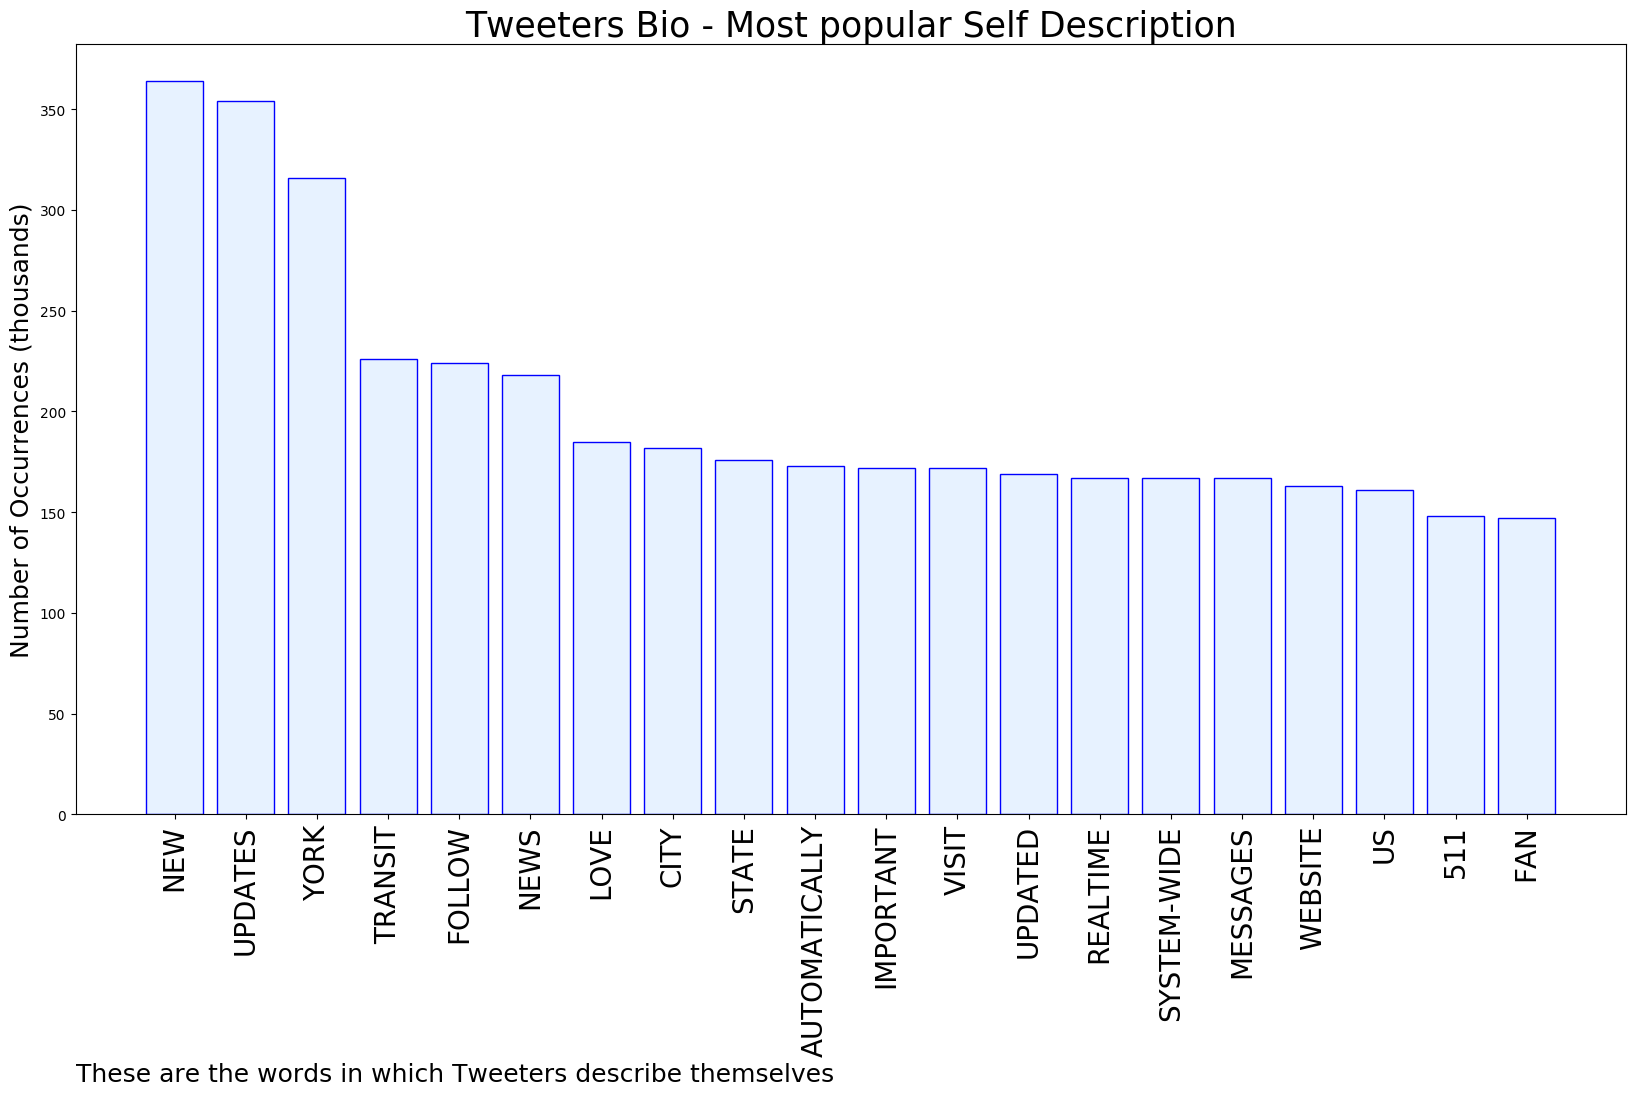 Tweeters Bio - Most popular Self Description
Number of Occurrences (thousands)
350
300
250
200
150
100
50
0
NEW
UPDATES
YORK
TRANSIT
FOLLOW
NEWS
LOVE
CITY
STATE
AUTOMATICALLY
IMPORTANT
VISIT
UPDATED
REALTIME
SYSTEM-WIDE
MESSAGES
WEBSITE
US
511
FAN
These are the words in which Tweeters describe themselves